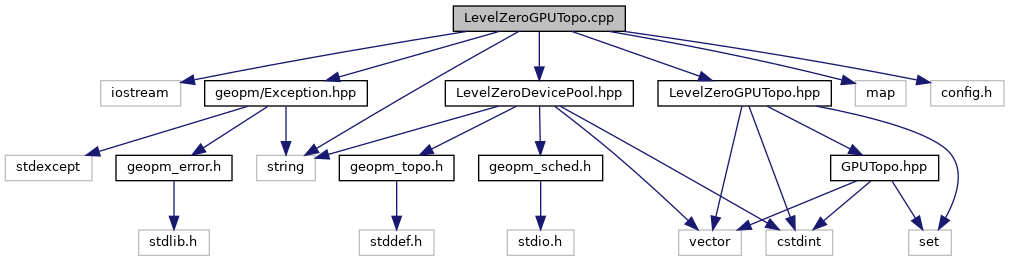 LevelZeroGPUTopo.cpp
iostream
geopm/Exception.hpp
LevelZeroDevicePool.hpp
LevelZeroGPUTopo.hpp
map
config.h
stdexcept
geopm_error.h
string
geopm_topo.h
geopm_sched.h
GPUTopo.hpp
stdlib.h
stddef.h
stdio.h
vector
cstdint
set